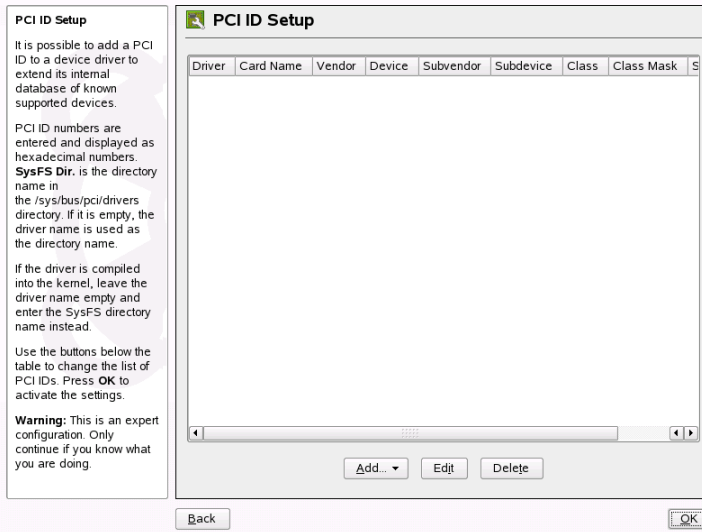 PCI ID Setup
It is possible to add a PCI
ID to a device driver to
extend its internal
database of known
supported devices.
PCI ID numbers are
entered and displayed as
hexadecimal numbers.
SysFS Dir. is the directory
name in
the /sys/bus/pci/drivers
directory. If it is empty, the
driver name is used as
the directory name.
If the driver is compiled
into the kernel, leave the
driver name empty and
enter the SysFS directory
name instead.
Use the buttons below the
table to change the list of
PCI IDs. Press OK to
activate the settings.
Warning: This is an expert
configuration. Only
continue if you know what
you are doing.
PCI ID Setup
Driver Card Name Vendor Device Subvendor Subdevice Class Class Mask S
Add... Edit Delete
Back OK